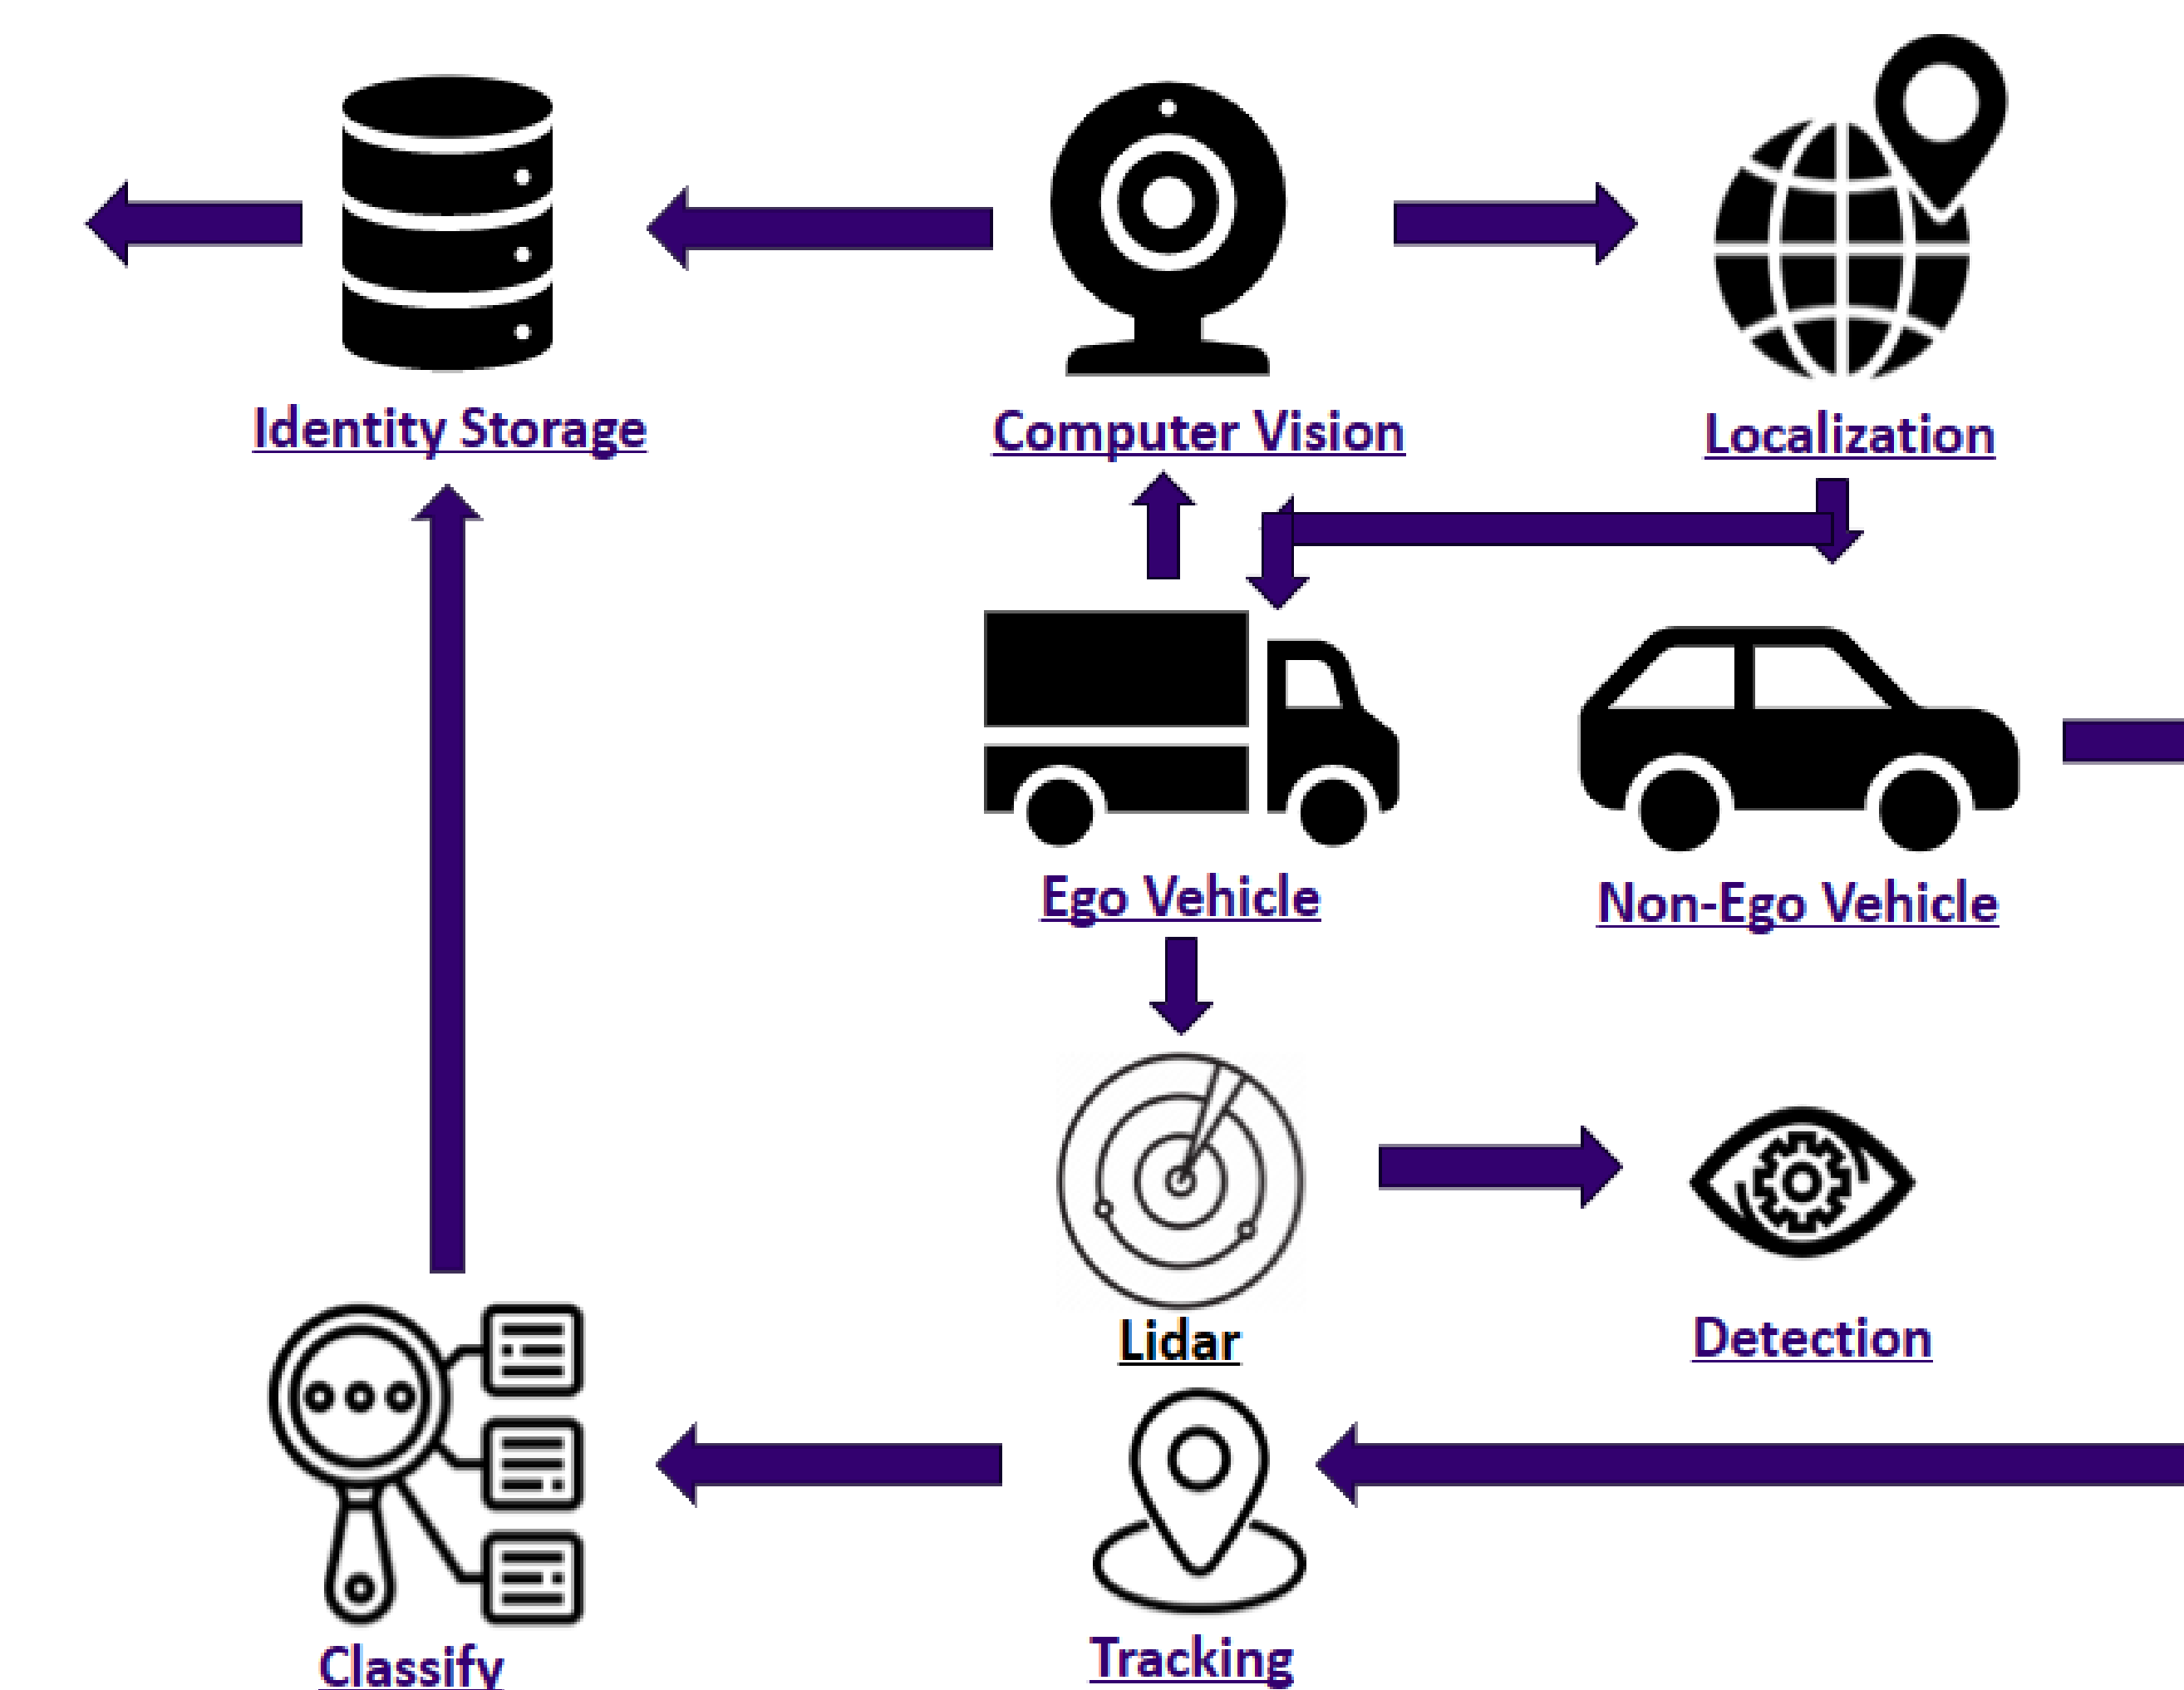 Identity Storage
Computer Vision
Localization
Ego Vehicle
Non-Ego Vehicle
Lidar
Detection
Classify
Tracking